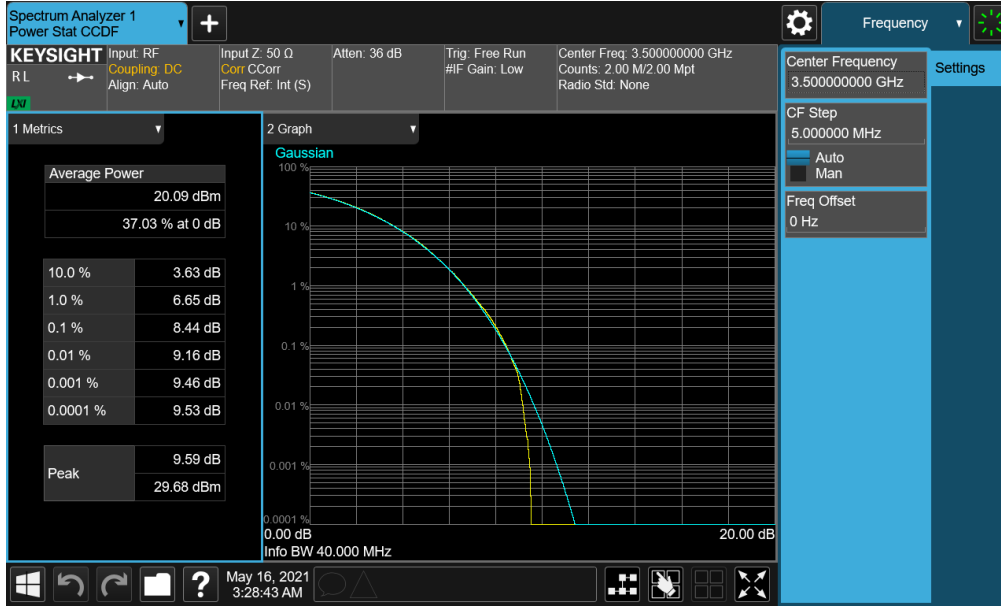 Spectrum Analyzer 1
Power Stat CCDF
+
Frequency
KEYSIGHT
RL
LXI
Input: RF
Coupling: DC
Align: Auto
Input Z: 50 Ω
Corr CCorr
Freq Ref: Int (S)
Atten: 36 dB
Trig: Free Run
#IF Gain: Low
Center Freq: 3.500000000 GHz
Counts: 2.00 M/2.00 Mpt
Radio Std: None
Center Frequency
3.500000000 GHz
Settings
CF Step
5.000000 MHz
Auto
Man
Freq Offset
0 Hz
1 Metrics
Average Power
20.09 dBm
37.03 % at 0 dB
10.0 % 3.63 dB
1.0 % 6.65 dB
0.1 % 8.44 dB
0.01 % 9.16 dB
0.001 % 9.46 dB
0.0001 % 9.53 dB
Peak
9.59 dB
29.68 dBm
2 Graph
Gaussian
100 %
10 %
1 %
0.1 %
0.01 %
0.001 %
0.0001 %
0.00 dB 20.00 dB
Info BW 40.000 MHz
?
May 16, 2021
3:28:43 AM